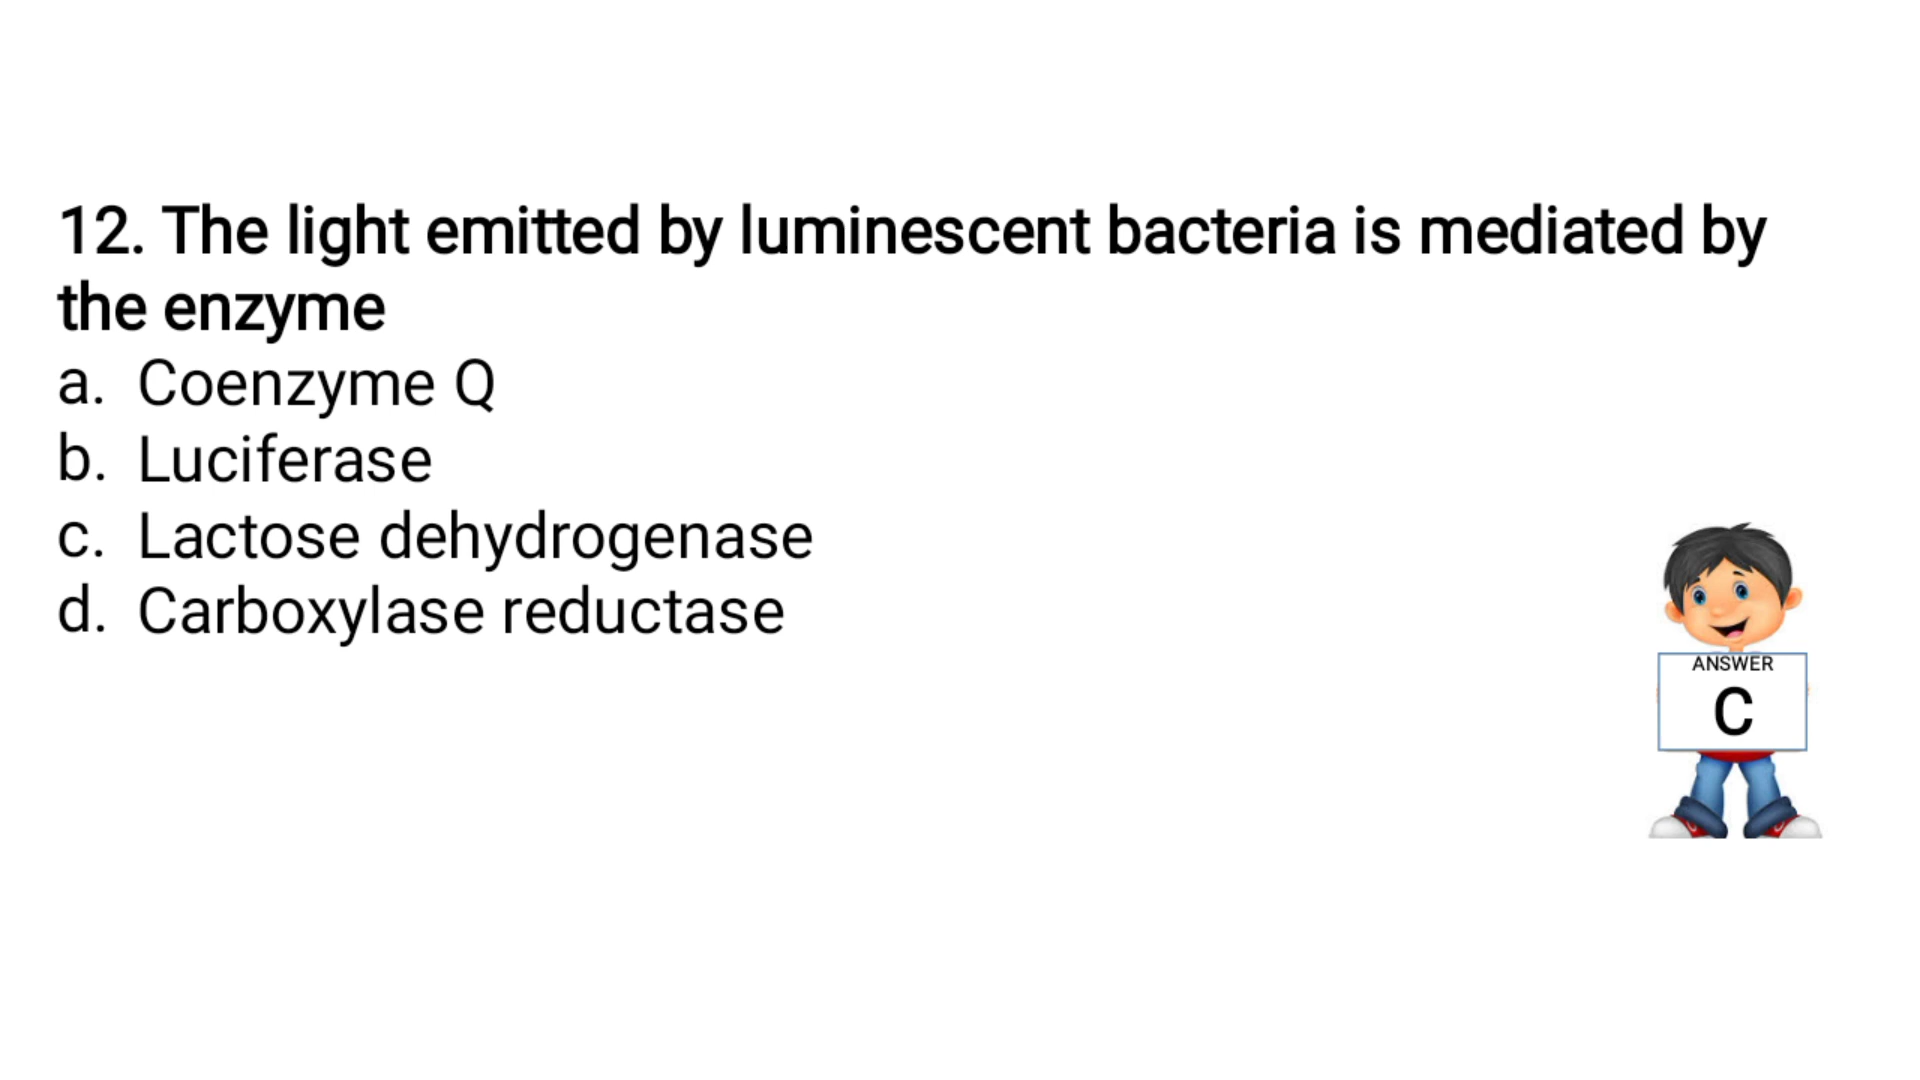 12. The light emitted by luminescent bacteria is mediated by
the enzyme
a. Coenzyme Q
b. Luciferase
c. Lactose dehydrogenase
d. Carboxylase reductase
ANSWER
C